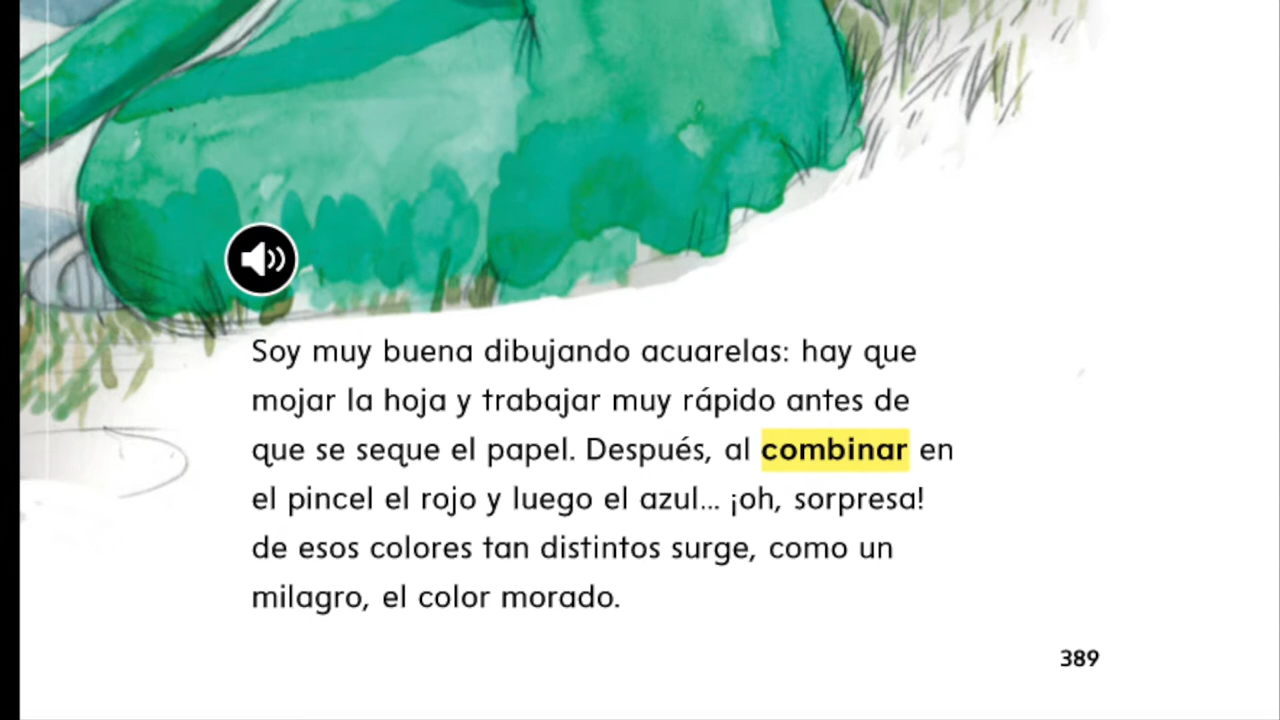 Soy muy buena dibujando acuarelas: hay que
mojar la hoja y trabajar muy rápido antes de
que se seque el papel. Después, al combinar en
el pincel el rojo y luego el azul... ¡oh, sorpresa!
de esos colores tan distintos surge, como un
milagro, el color morado.
389